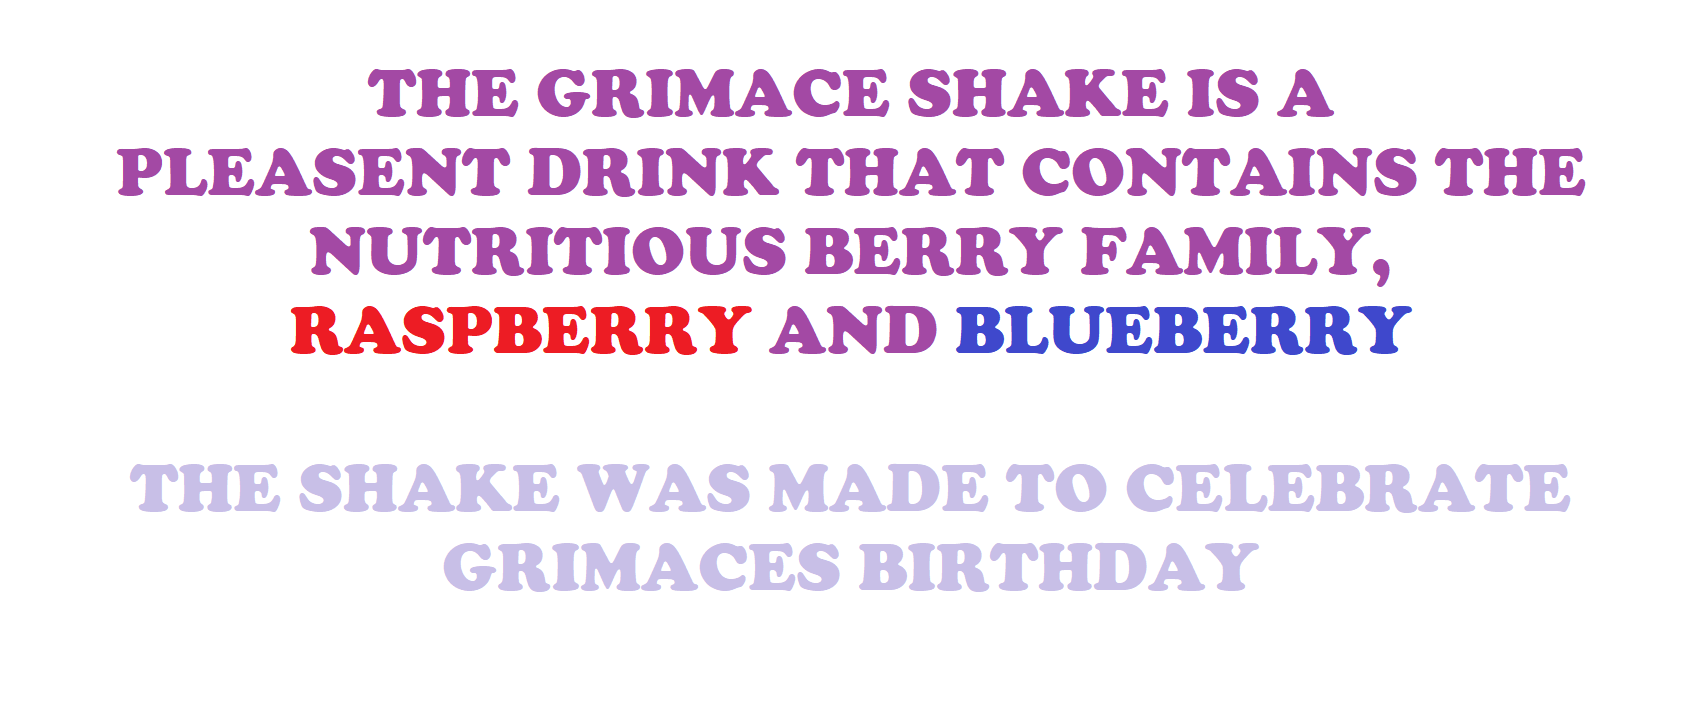 THE GRIMACE SHAKE IS A
PLEASENT DRINK THAT CONTAINS THE
NUTRITIOUS BERRY FAMILY,
RASPBERRY AND BLUEBERRY
THE SHAKE WAS MADE TO CELEBRATE
GRIMACES BIRTHDAY